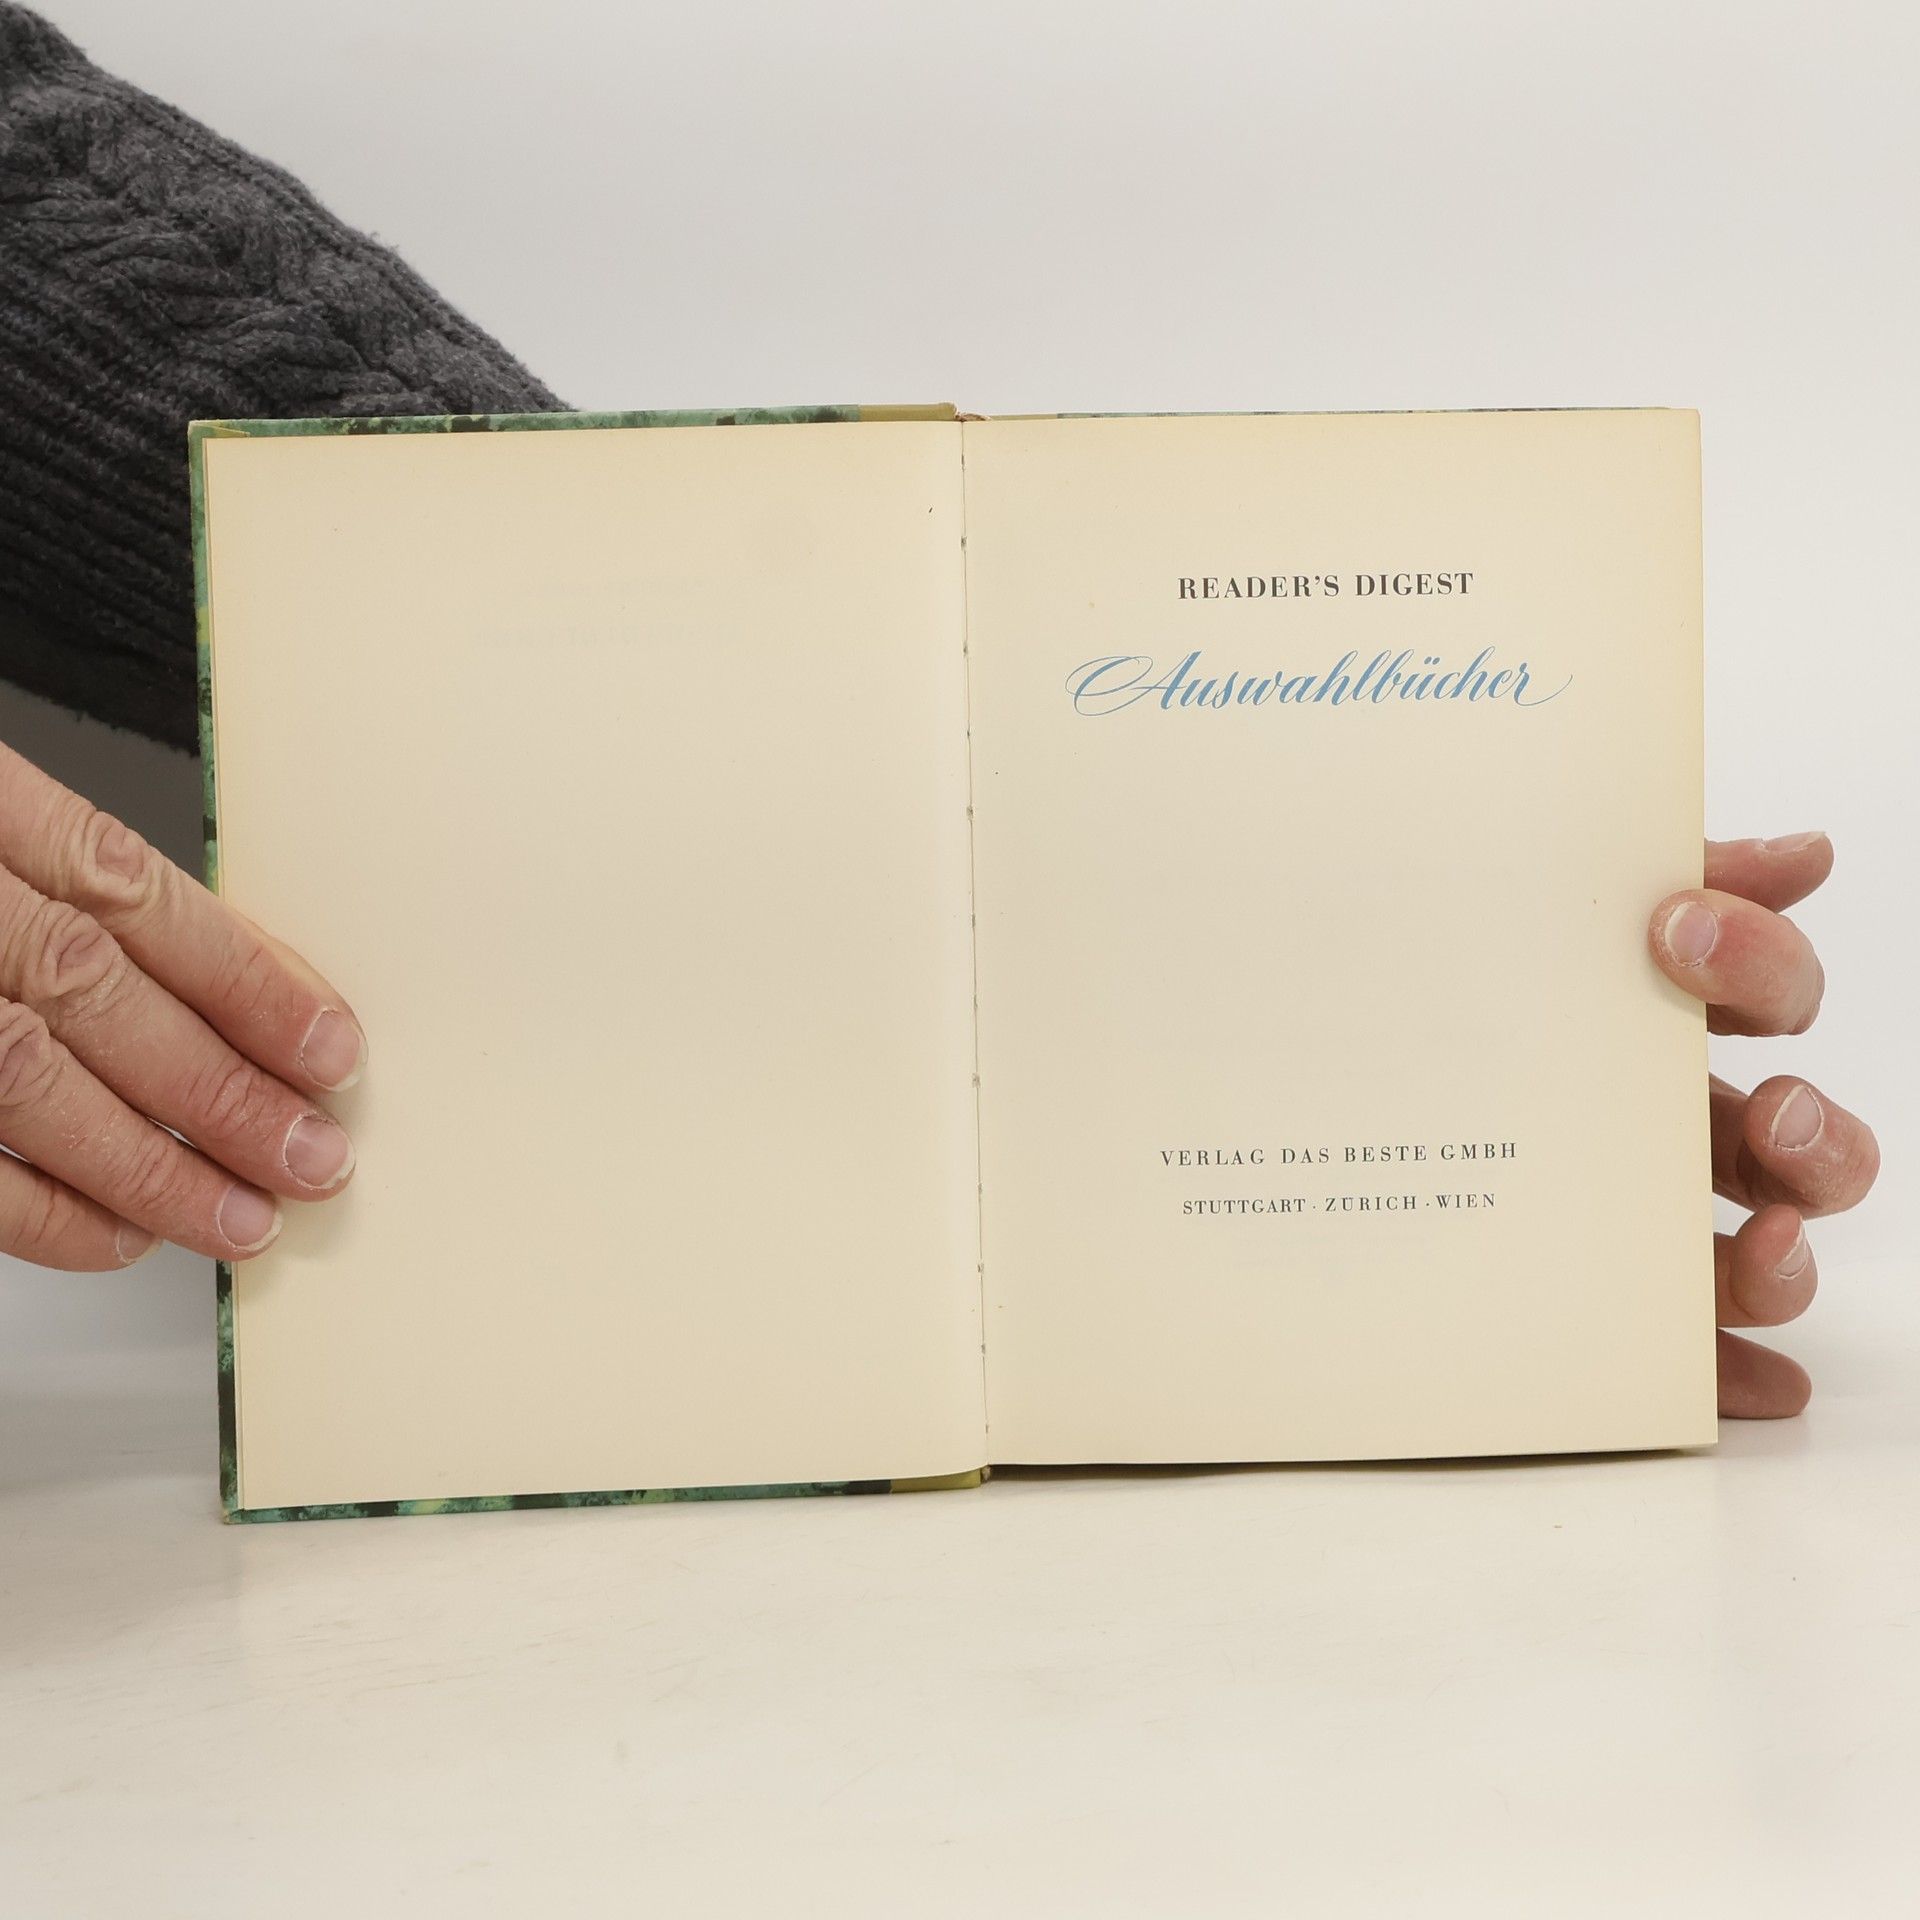 READER'S DIGEST
Auswahlbücher
VERLAG DAS BESTE GMBH
STUTTGART · ZÜRICH · WIEN